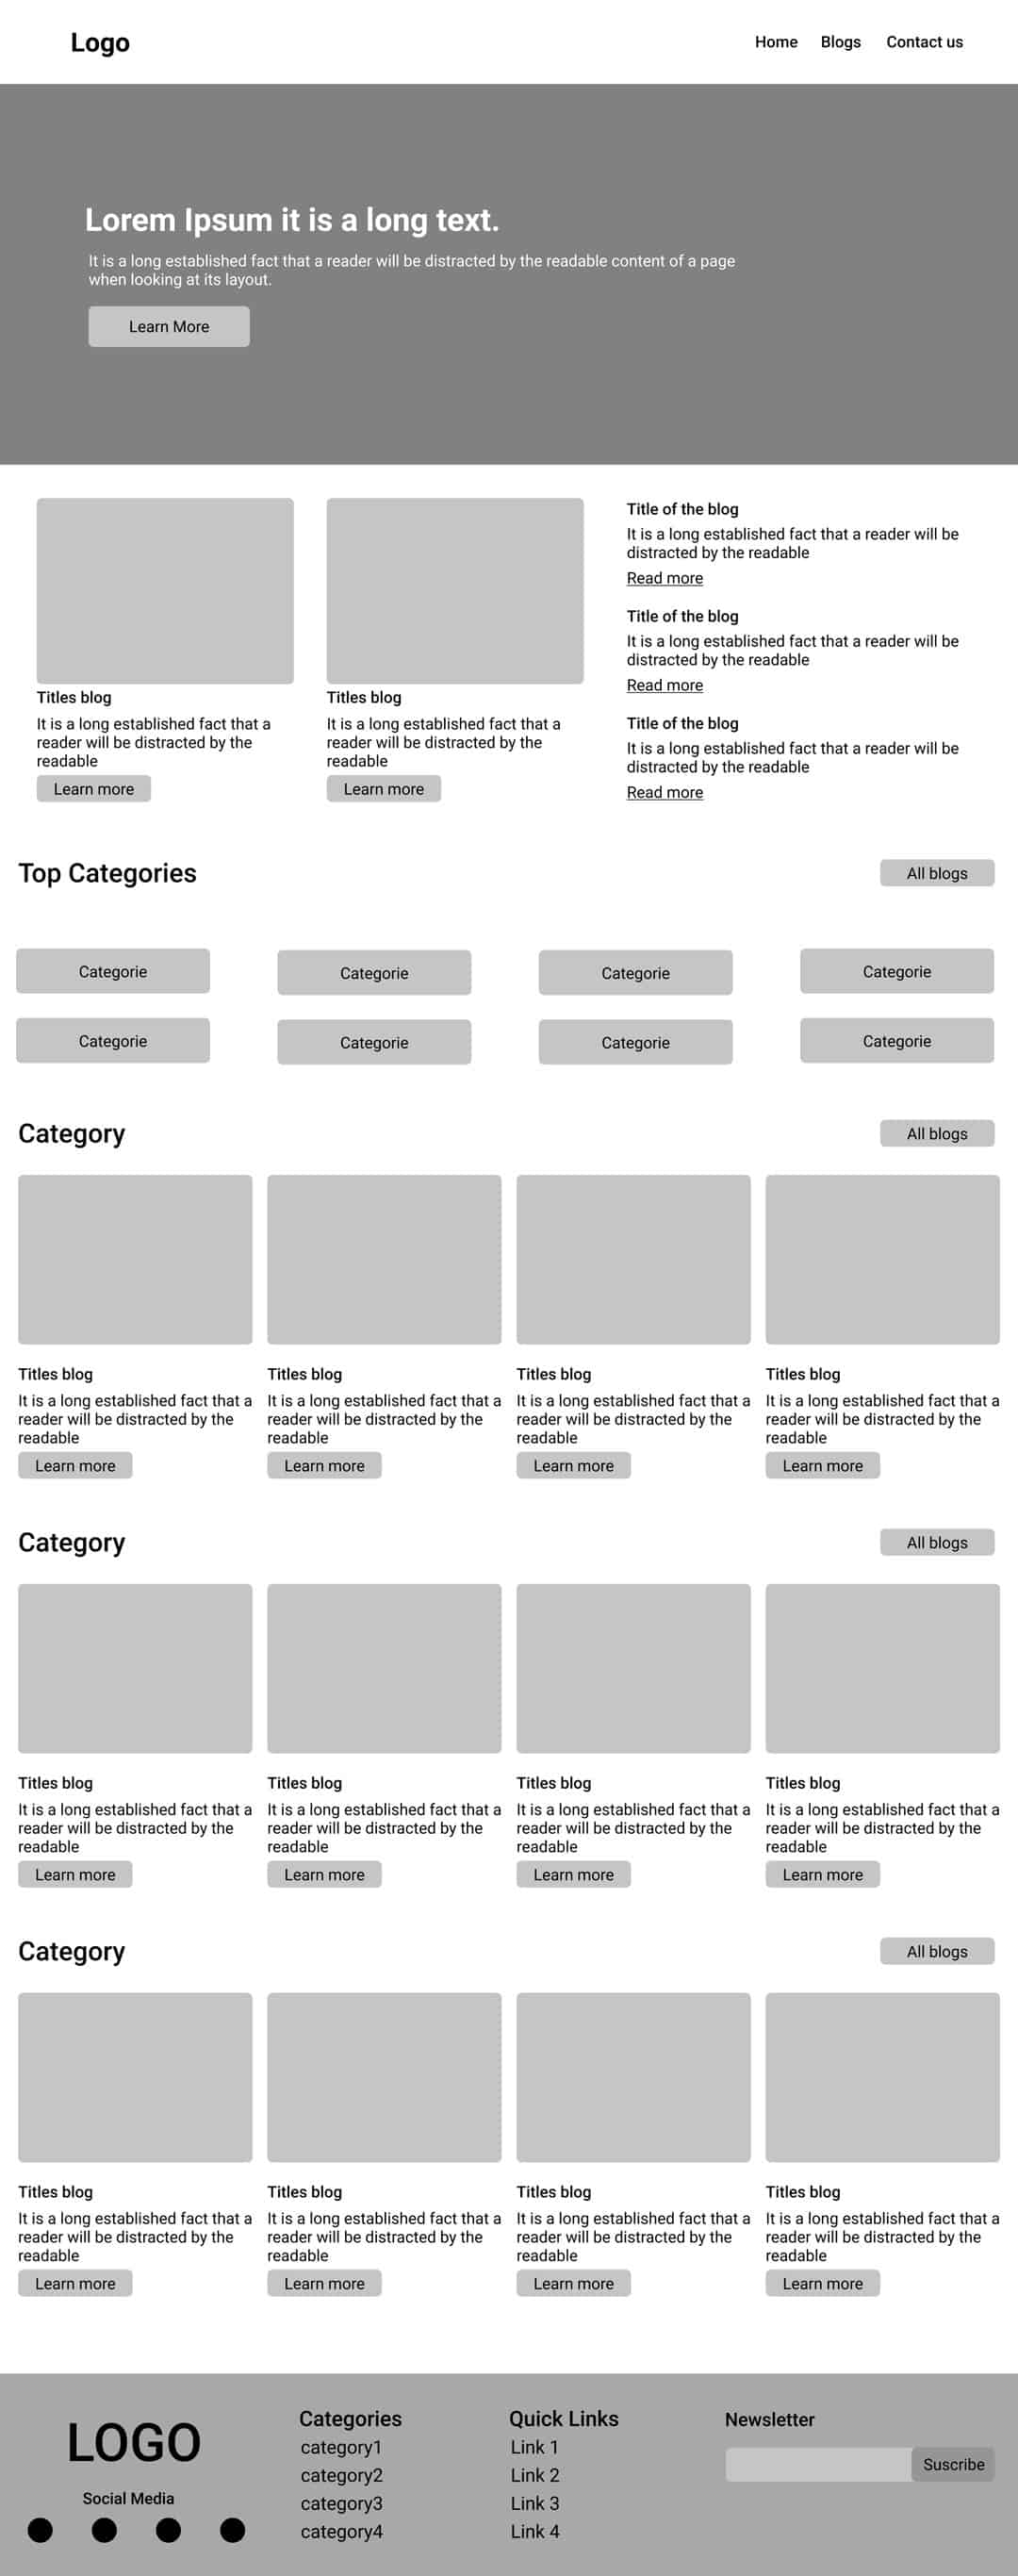 Logo
Home
Blogs
Contact us
Lorem Ipsum it is a long text.
It is a long established fact that a reader will be distracted by the readable content of a page
when looking at its layout.
Learn More
Titles blog
It is a long established fact that a
reader will be distracted by the
readable
Learn more
Titles blog
It is a long established fact that a
reader will be distracted by the
readable
Learn more
Title of the blog
It is a long established fact that a reader will be
distracted by the readable
Read more
Title of the blog
It is a long established fact that a reader will be
distracted by the readable
Read more
Title of the blog
It is a long established fact that a reader will be
distracted by the readable
Read more
Top Categories
All blogs
Categorie
Categorie
Categorie
Categorie
Categorie
Categorie
Categorie
Categorie
Category
All blogs
Titles blog
It is a long established fact that a
reader will be distracted by the
readable
Learn more
Titles blog
It is a long established fact that a
reader will be distracted by the
readable
Learn more
Titles blog
It is a long established fact that a
reader will be distracted by the
readable
Learn more
Titles blog
It is a long established fact that a
reader will be distracted by the
readable
Learn more
Category
All blogs
Titles blog
It is a long established fact that a
reader will be distracted by the
readable
Learn more
Titles blog
It is a long established fact that a
reader will be distracted by the
readable
Learn more
Titles blog
It is a long established fact that a
reader will be distracted by the
readable
Learn more
Titles blog
It is a long established fact that a
reader will be distracted by the
readable
Learn more
Category
All blogs
Titles blog
It is a long established fact that a
reader will be distracted by the
readable
Learn more
Titles blog
It is a long established fact that a
reader will be distracted by the
readable
Learn more
Titles blog
It is a long established fact that a
reader will be distracted by the
readable
Learn more
Titles blog
It is a long established fact that a
reader will be distracted by the
readable
Learn more
LOGO
Social Media
Categories
category1
category2
category3
category4
Quick Links
Link 1
Link 2
Link 3
Link 4
Newsletter
Suscribe